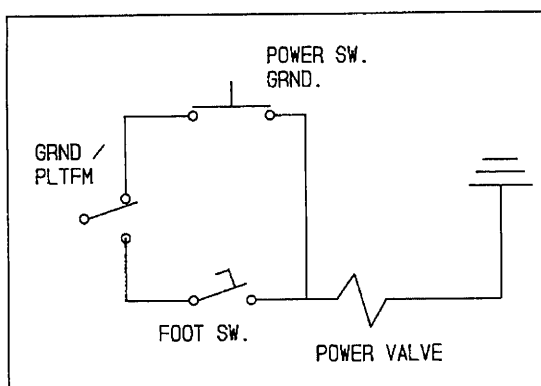 POWER SW.
GRND.
GRND /
PLTFM
FOOT SW.
POWER VALVE